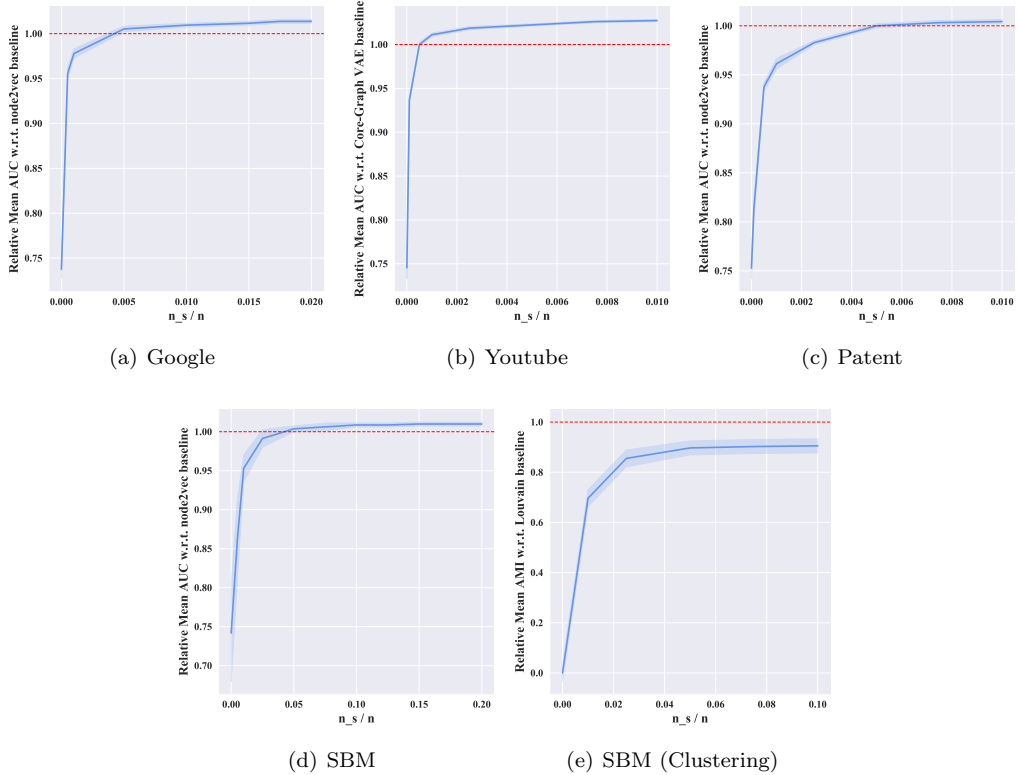 Relative Mean AUC w.r.t. node2vec baseline
1.00
0.95
0.90
0.85
0.80
0.75
0.000 0.005 0.010 0.015 0.020
n_s / n
(a) Google
Relative Mean AUC w.r.t. Core-Graph VAE baseline
1.00
0.95
0.90
0.85
0.80
0.75
0.000 0.002 0.004 0.006 0.008 0.010
n_s / n
(b) Youtube
Relative Mean AUC w.r.t. node2vec baseline
1.00
0.95
0.90
0.85
0.80
0.75
0.000 0.002 0.004 0.006 0.008 0.010
n_s / n
(c) Patent
Relative Mean AUC w.r.t. node2vec baseline
1.00
0.95
0.90
0.85
0.80
0.75
0.70
0.00 0.05 0.10 0.15 0.20
n_s / n
(d) SBM
Relative Mean AMI w.r.t. Louvain baseline
1.0
0.8
0.6
0.4
0.2
0.0
0.00 0.02 0.04 0.06 0.08 0.10
n_s / n
(e) SBM (Clustering)